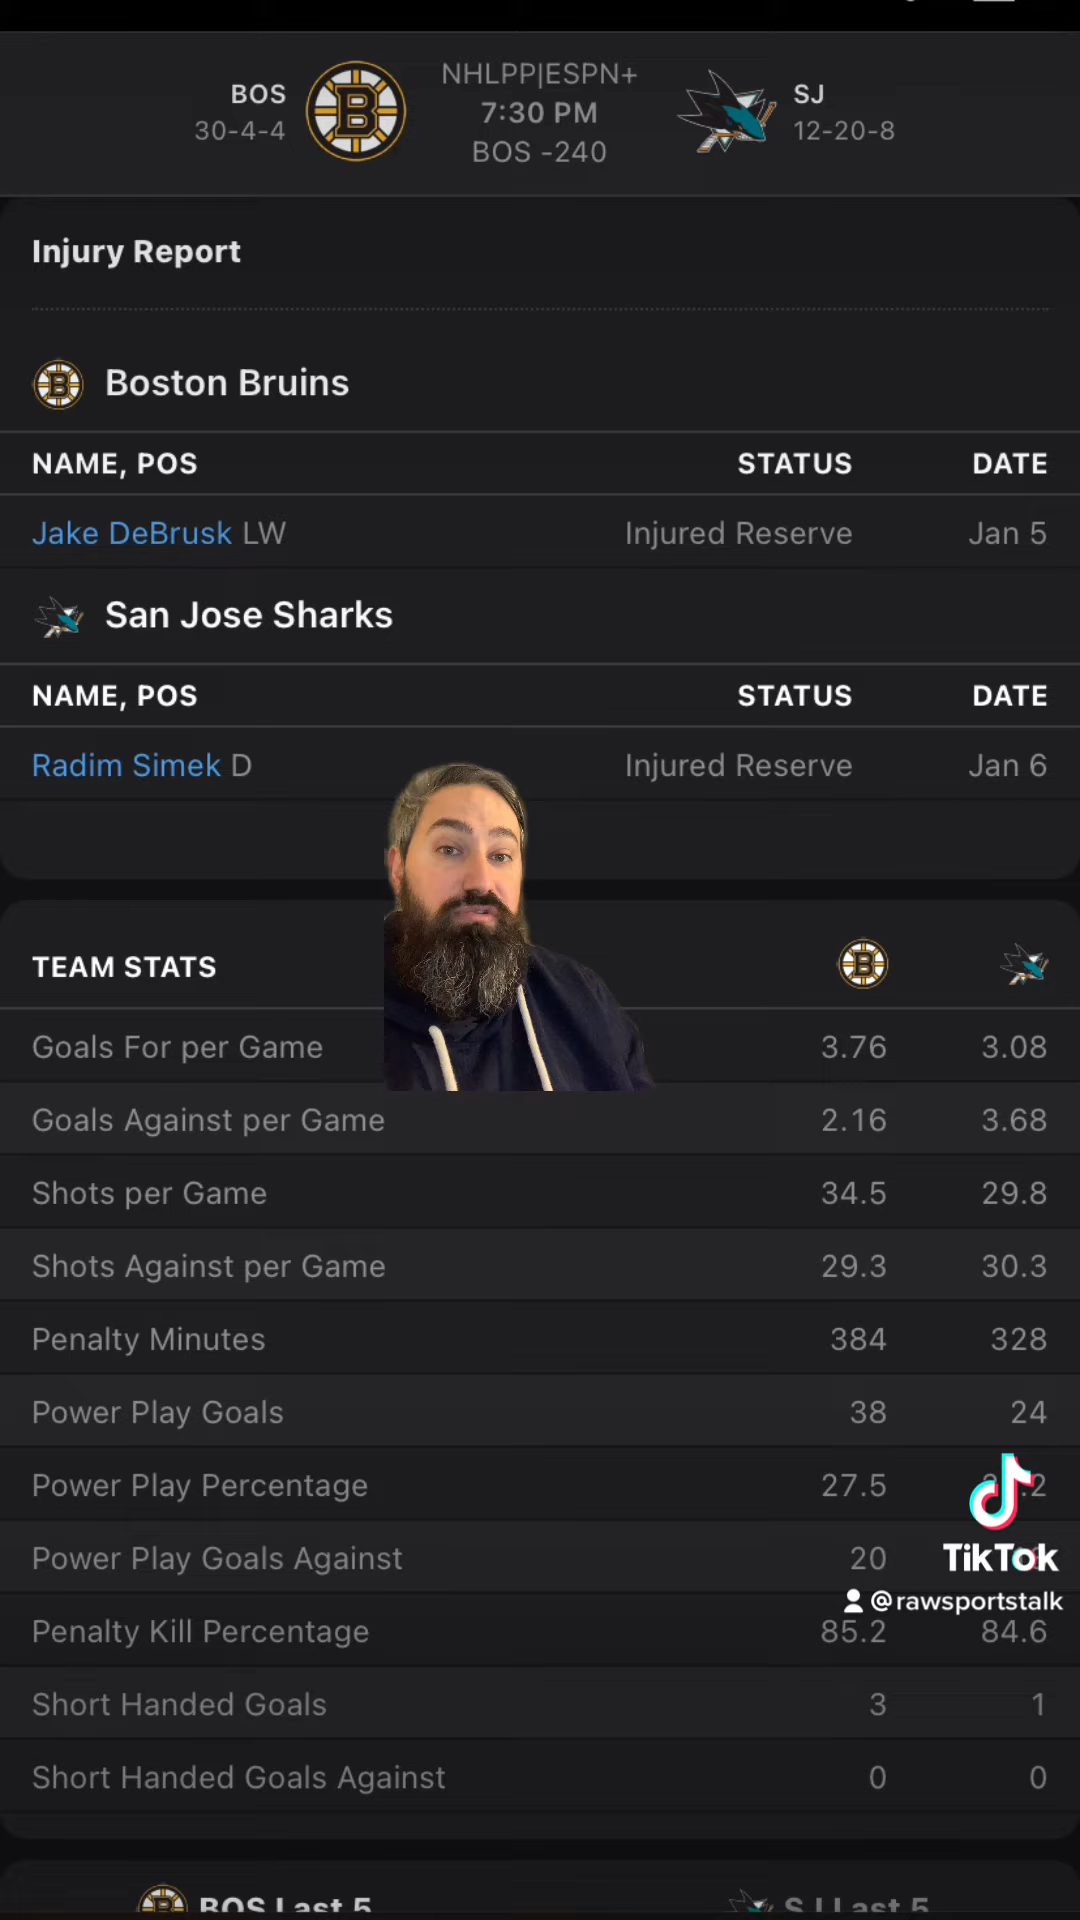 NHLPP|ESPN+
BOS
30-4-4
7:30 PM
BOS -240
SJ
12-20-8
Injury Report
Boston Bruins
NAME, POS STATUS DATE
Jake DeBrusk LW Injured Reserve Jan 5
San Jose Sharks
NAME, POS STATUS DATE
Radim Simek D Injured Reserve Jan 6
TEAM STATS
Goals For per Game 3.76 3.08
Goals Against per Game 2.16 3.68
Shots per Game 34.5 29.8
Shots Against per Game 29.3 30.3
Penalty Minutes 384 328
Power Play Goals 38 24
Power Play Percentage 27.5
Power Play Goals Against 20
TikTok
@rawsportstalk
Penalty Kill Percentage 85.2 84.6
Short Handed Goals 3 1
Short Handed Goals Against 0 0
BOS Last 5 SJ Last 5